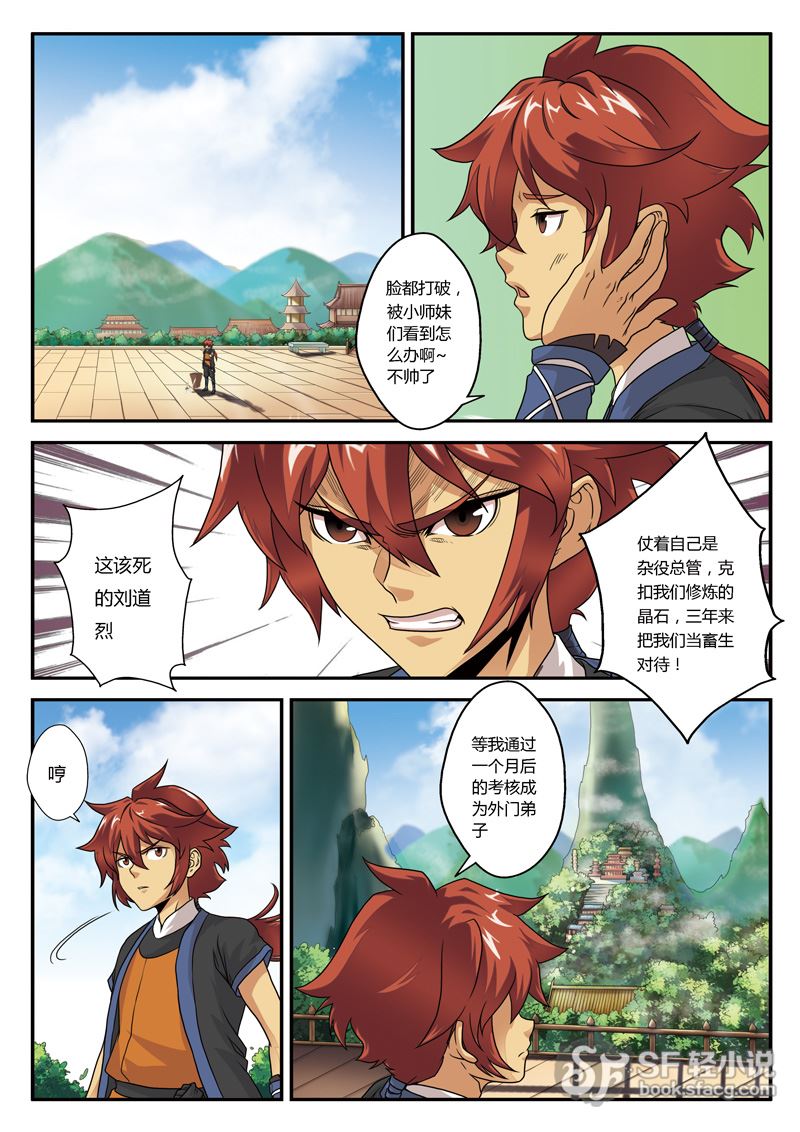 脸都打破，
被小师妹
们看到怎
么办啊~
不帅了
这该死
的刘道
烈
仗着自己是
杂役总管，克
扣我们修炼的
晶石，三年来
把我们当畜生
对待！
哼
等我通过
一个月后
的考核成
为外门弟
子
SF轻小说
book.sfacg.com